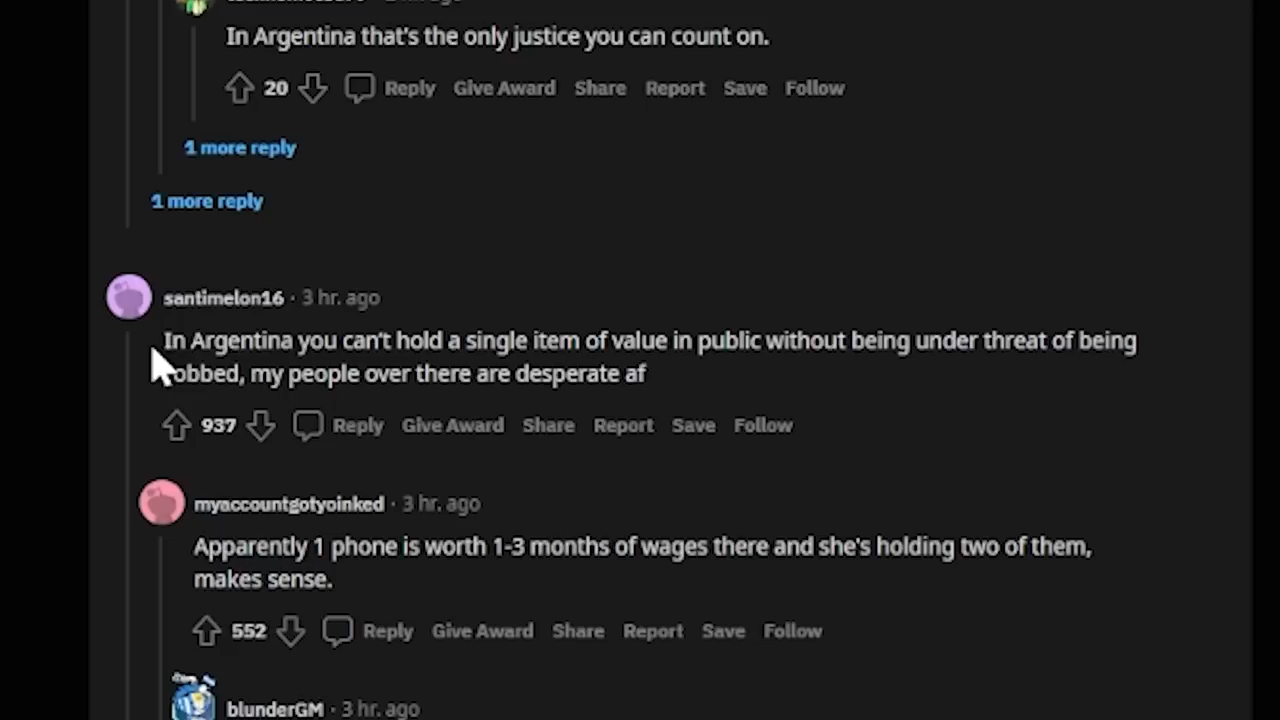 In Argentina that's the only justice you can count on.
20 Reply Give Award Share Report Save Follow
1 more reply
1 more reply
santimelon16 · 3 hr. ago
In Argentina you can't hold a single item of value in public without being under threat of being
obbed, my people over there are desperate af
937 Reply Give Award Share Report Save Follow
myaccountgotyoinked · 3 hr. ago
Apparently 1 phone is worth 1-3 months of wages there and she's holding two of them,
makes sense.
552 Reply Give Award Share Report Save Follow
blunderGM · 3 hr. ago